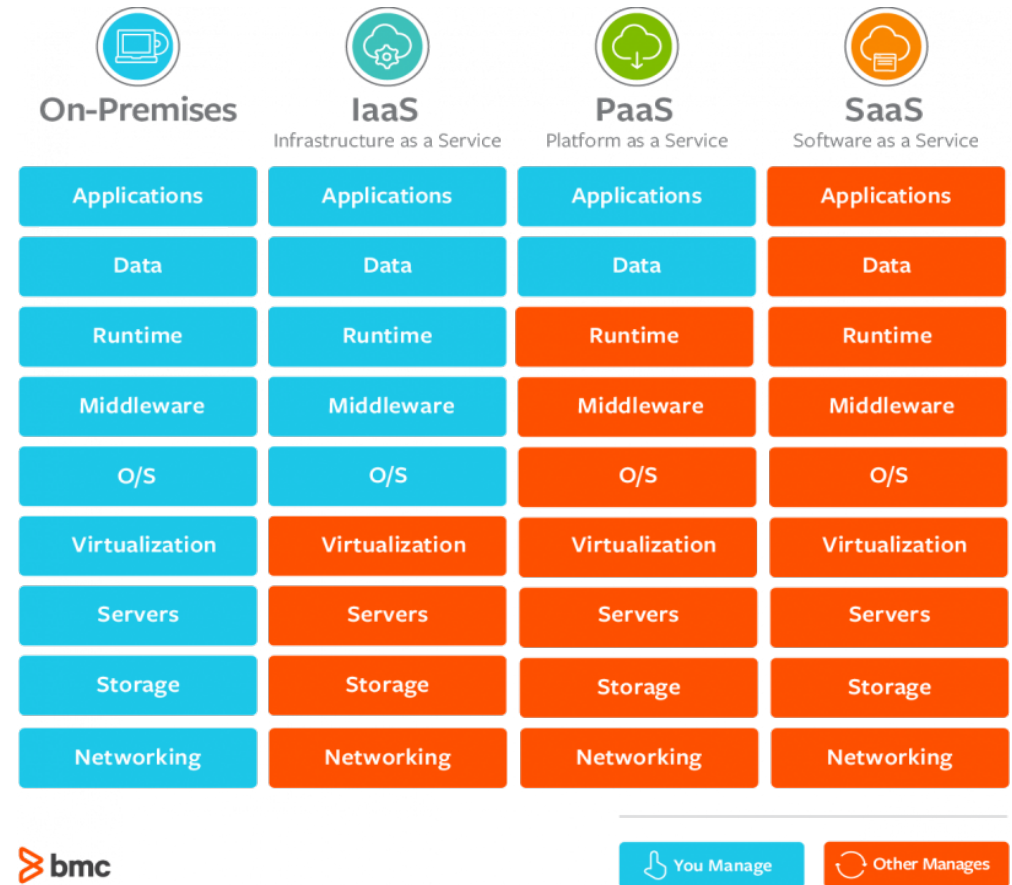 On-Premises
IaaS
Infrastructure as a Service
PaaS
Platform as a Service
SaaS
Software as a Service
Applications Applications Applications Applications
Data Data Data Data
Runtime Runtime Runtime Runtime
Middleware Middleware Middleware Middleware
O/S O/S O/S O/S
Virtualization Virtualization Virtualization Virtualization
Servers Servers Servers Servers
Storage Storage Storage Storage
Networking Networking Networking Networking
bmc
You Manage
Other Manages